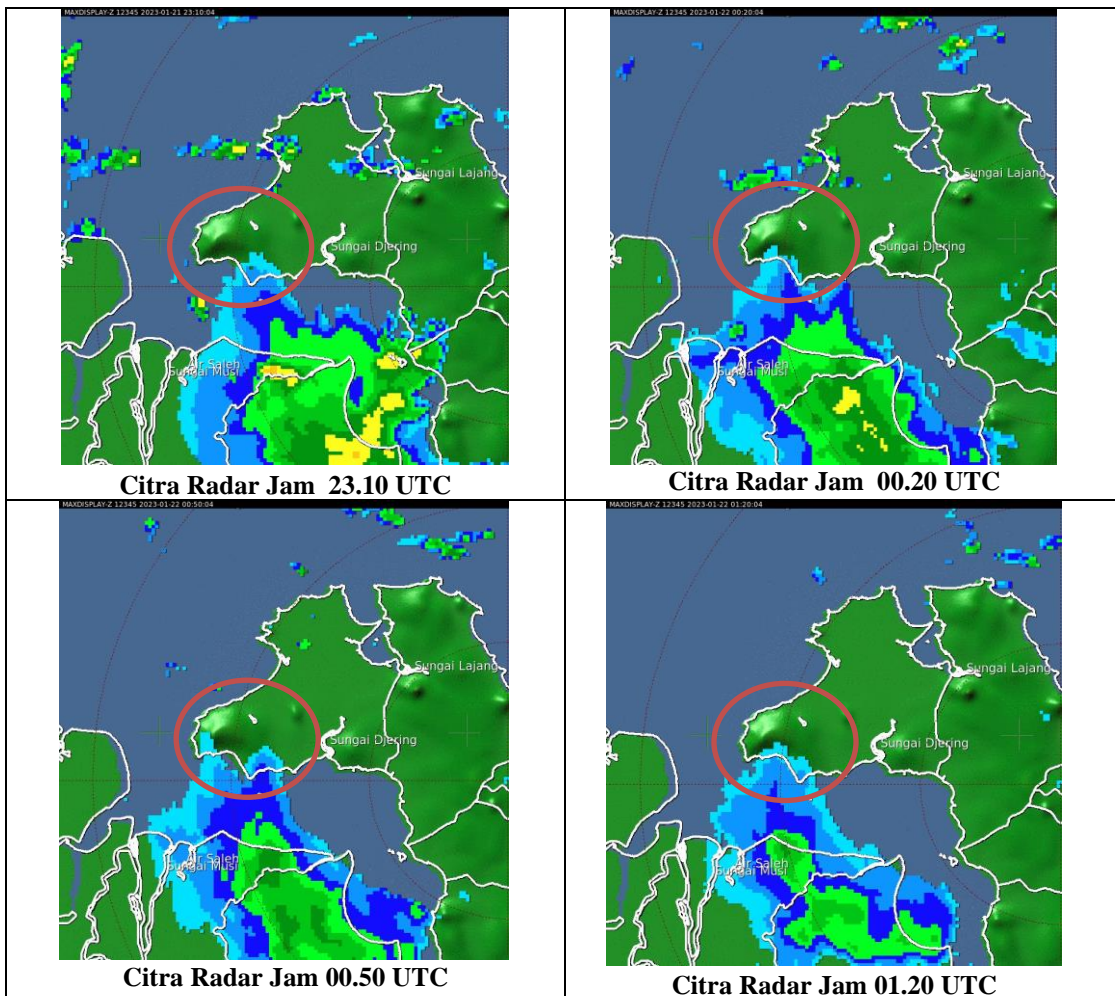 MAXDISPLAY-Z 12345 2023-01-21 23:10:04
Sungai Lajang
Sungai Djering
Air Saleh
Sungai Musi
Citra Radar Jam 23.10 UTC
MAXDISPLAY-Z 12345 2023-01-22 00:20:04
Sungai Lajang
Sungai Djering
Air Saleh
Sungai Musi
Citra Radar Jam 00.20 UTC
MAXDISPLAY-Z 12345 2023-01-22 00:50:04
Sungai Lajang
Sungai Djering
Air Saleh
Sungai Musi
Citra Radar Jam 00.50 UTC
MAXDISPLAY-Z 12345 2023-01-22 01:20:04
Sungai Lajang
Sungai Djering
Air Saleh
Sungai Musi
Citra Radar Jam 01.20 UTC